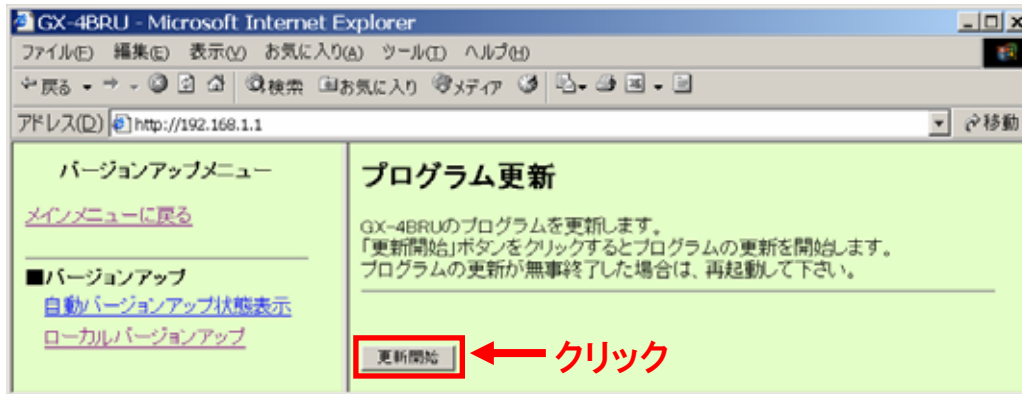 GX-4BRU - Microsoft Internet Explorer
ファイル(F) 編集(E) 表示(V) お気に入り(A) ツール(T) ヘルプ(H)
戻る 検索 お気に入り メディア
アドレス(D) http://192.168.1.1 移動
バージョンアップメニュー
メインメニューに戻る
■バージョンアップ
自動バージョンアップ状態表示
ローカルバージョンアップ
プログラム更新
GX-4BRUのプログラムを更新します。
「更新開始」ボタンをクリックするとプログラムの更新を開始します。
プログラムの更新が無事終了した場合は、再起動して下さい。
更新開始 クリック